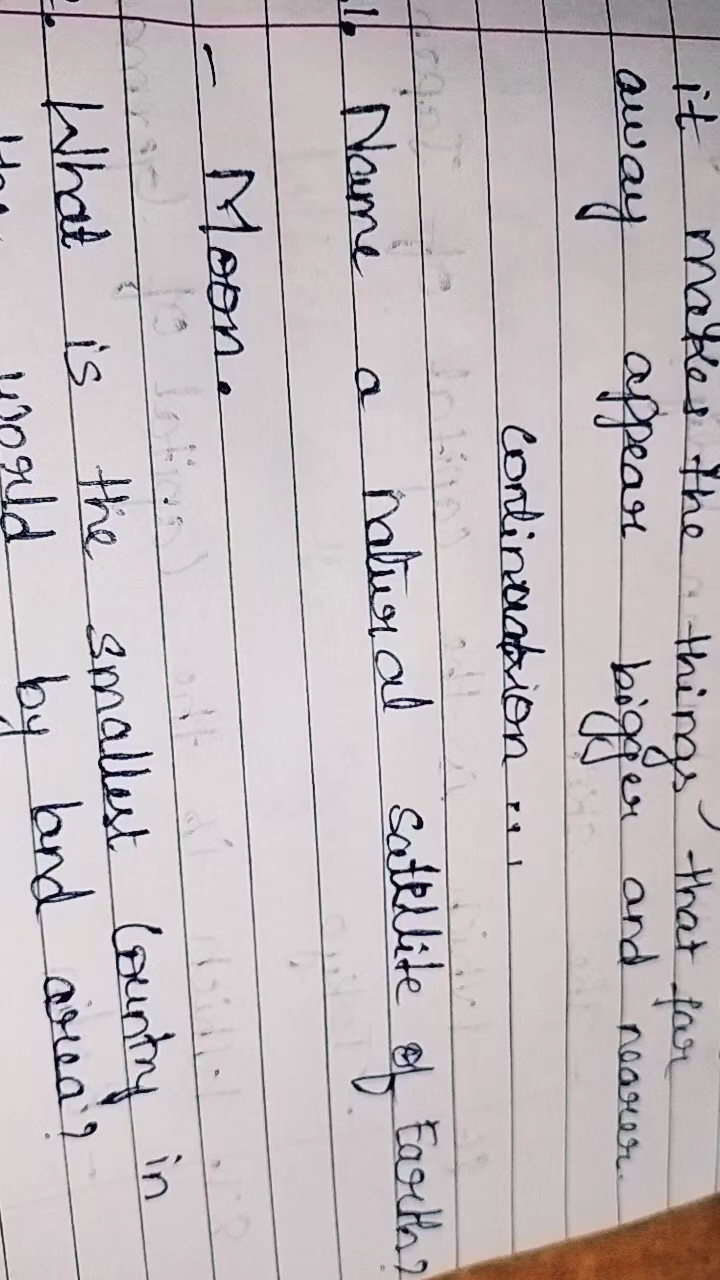 it makes the things that far
away appear bigger and nearer.
Continuation...
1. Name a natural satellite of Earth?
- Moon.
2. What is the smallest Country in
the world by land area?